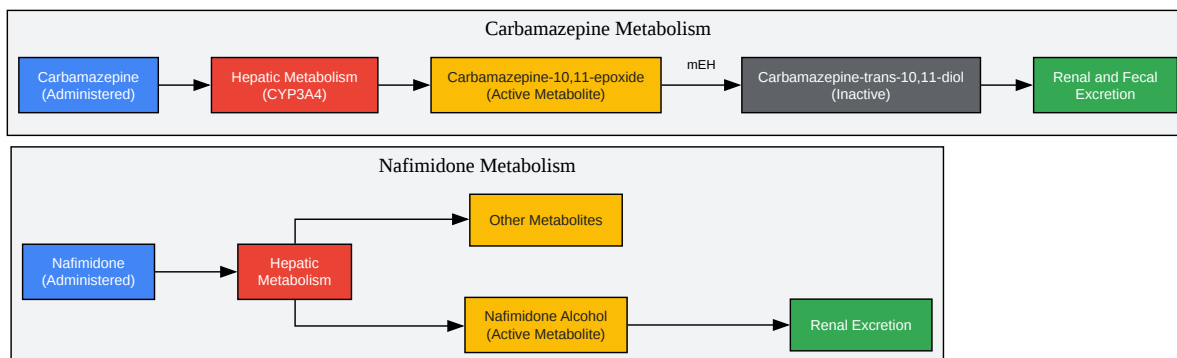 Carbamazepine Metabolism
Carbamazepine
(Administered)
Hepatic Metabolism
(CYP3A4)
Carbamazepine-10,11-epoxide
(Active Metabolite)
mEH
Carbamazepine-trans-10,11-diol
(Inactive)
Renal and Fecal
Excretion
Nafimidone Metabolism
Nafimidone
(Administered)
Hepatic
Metabolism
Other Metabolites
Nafimidone Alcohol
(Active Metabolite)
Renal Excretion